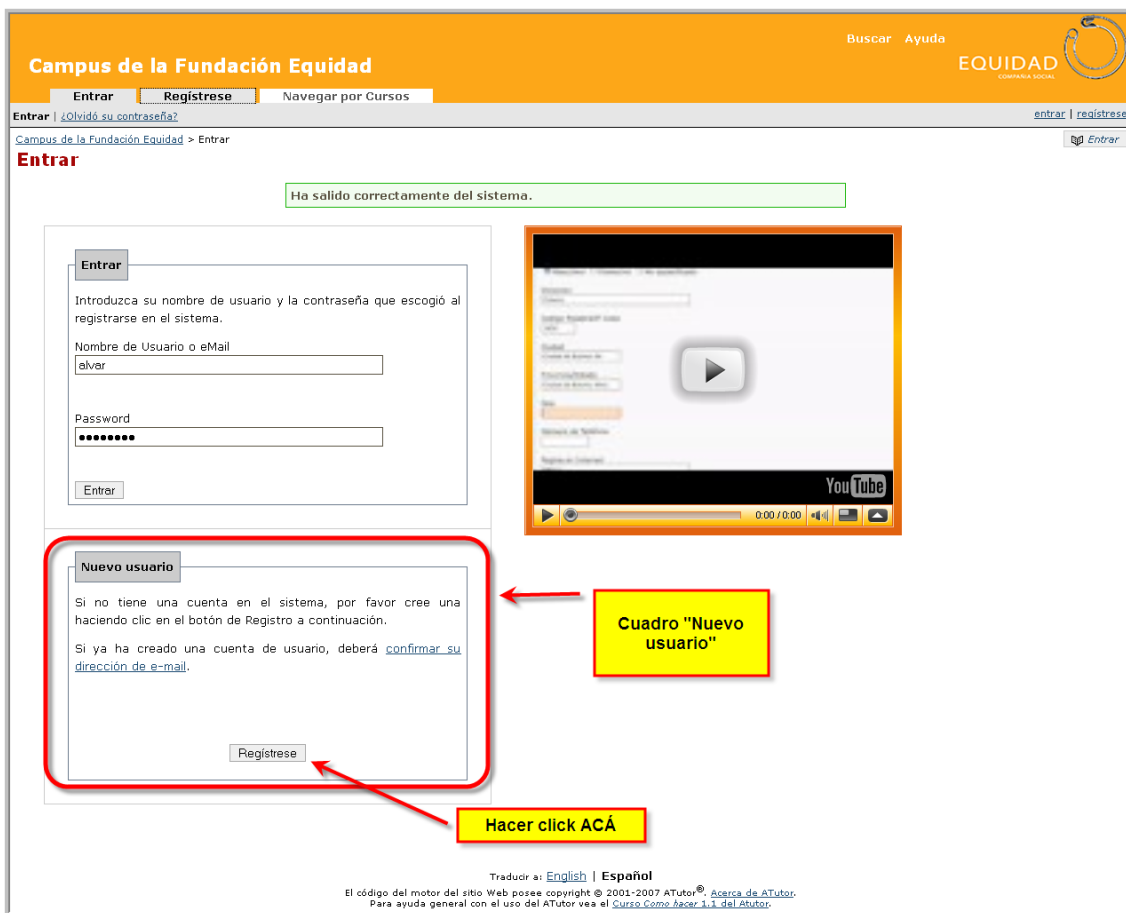 Buscar Ayuda
EQUIDAD
COMPAÑIA SOCIAL
Campus de la Fundación Equidad
Entrar Regístrese Navegar por Cursos
Entrar | ¿Olvidó su contraseña?
entrar | regístrese
Campus de la Fundación Equidad > Entrar
Entrar
Entrar
Ha salido correctamente del sistema.
Entrar
Introduzca su nombre de usuario y la contraseña que escogió al
registrarse en el sistema.
Nombre de Usuario o eMail
alvar
Password
Entrar
You Tube
0:00 / 0:00
Nuevo usuario
Si no tiene una cuenta en el sistema, por favor cree una
haciendo clic en el botón de Registro a continuación.
Si ya ha creado una cuenta de usuario, deberá confirmar su
dirección de e-mail.
Regístrese
Cuadro "Nuevo
usuario"
Hacer click ACÁ
Traducir a: English | Español
El código del motor del sitio Web posee copyright © 2001-2007 ATutor®. Acerca de ATutor.
Para ayuda general con el uso del ATutor vea el Curso Como hacer 1.1 del Atutor.